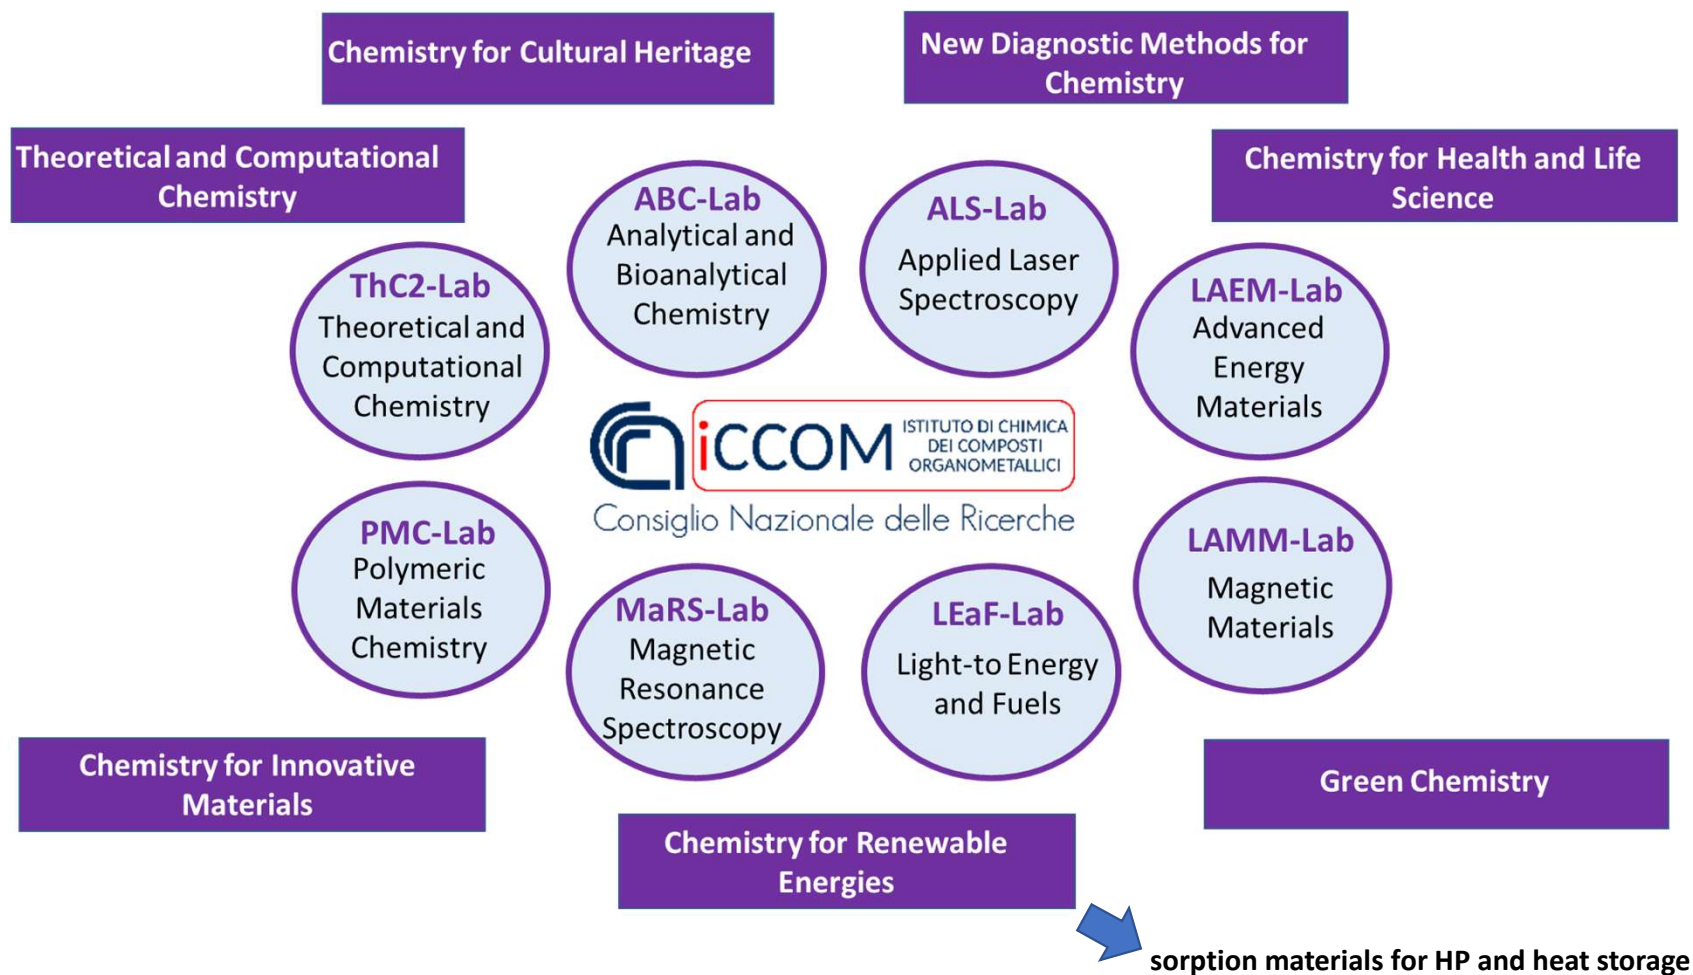 Chemistry for Cultural Heritage
New Diagnostic Methods for
Chemistry
Theoretical and Computational
Chemistry
Chemistry for Health and Life
Science
ABC-Lab
Analytical and
Bioanalytical
Chemistry
ALS-Lab
Applied Laser
Spectroscopy
ThC2-Lab
Theoretical and
Computational
Chemistry
LAEM-Lab
Advanced
Energy
Materials
iCCOM
ISTITUTO DI CHIMICA
DEI COMPOSTI
ORGANOMETALLICI
Consiglio Nazionale delle Ricerche
PMC-Lab
Polymeric
Materials
Chemistry
LAMM-Lab
Magnetic
Materials
MaRS-Lab
Magnetic
Resonance
Spectroscopy
LEaF-Lab
Light-to Energy
and Fuels
Chemistry for Innovative
Materials
Green Chemistry
Chemistry for Renewable
Energies
sorption materials for HP and heat storage